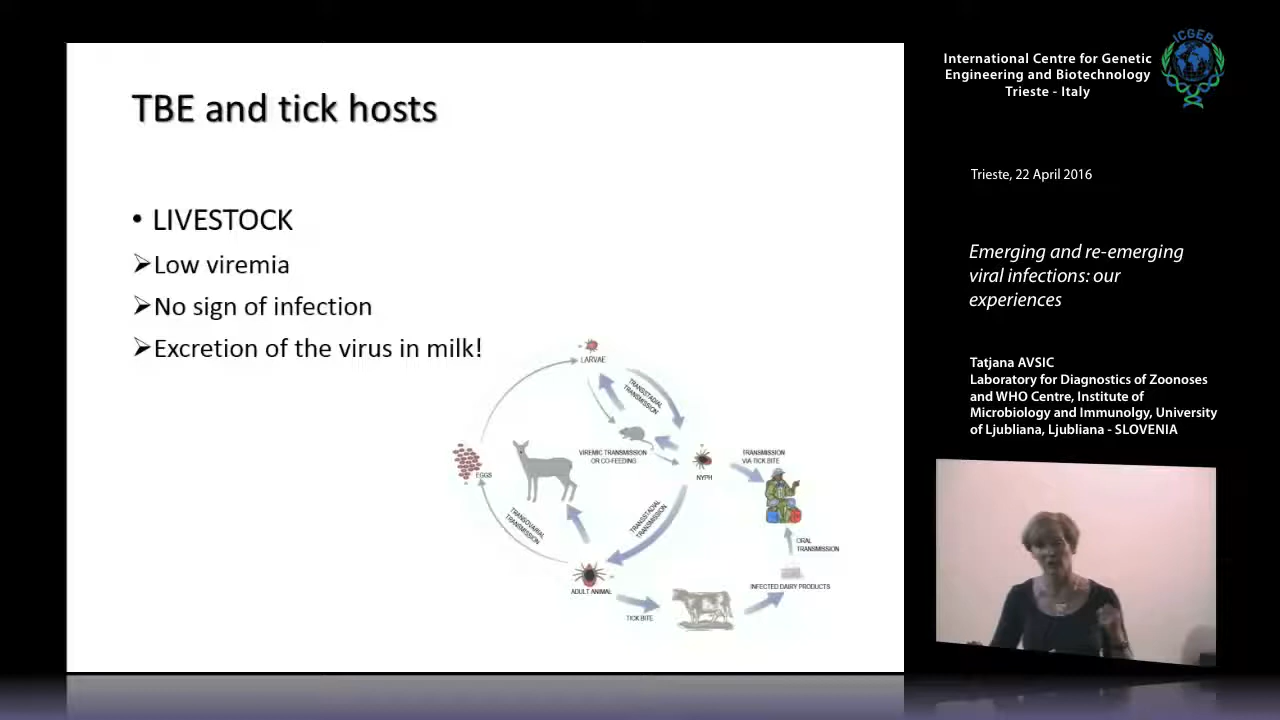 TBE and tick hosts
• LIVESTOCK
➢Low viremia
➢No sign of infection
➢Excretion of the virus in milk!
LARVAE
TRANSSTADIAL
TRANSMISSION
VIREMIC TRANSMISSION
OR CO-FEEDING
TRANSMISSION
VIA TICK BITE
EGGS
NYPH
TRANSOVARIAL
TRANSMISSION
TRANSSTADIAL
TRANSMISSION
ORAL
TRANSMISSION
ADULT ANIMAL
INFECTED DAIRY PRODUCTS
TICK BITE
International Centre for Genetic
Engineering and Biotechnology
Trieste - Italy
ICGEB
Trieste, 22 April 2016
Emerging and re-emerging
viral infections: our
experiences
Tatjana AVSIC
Laboratory for Diagnostics of Zoonoses
and WHO Centre, Institute of
Microbiology and Immunolgy, University
of Ljubliana, Ljubliana - SLOVENIA